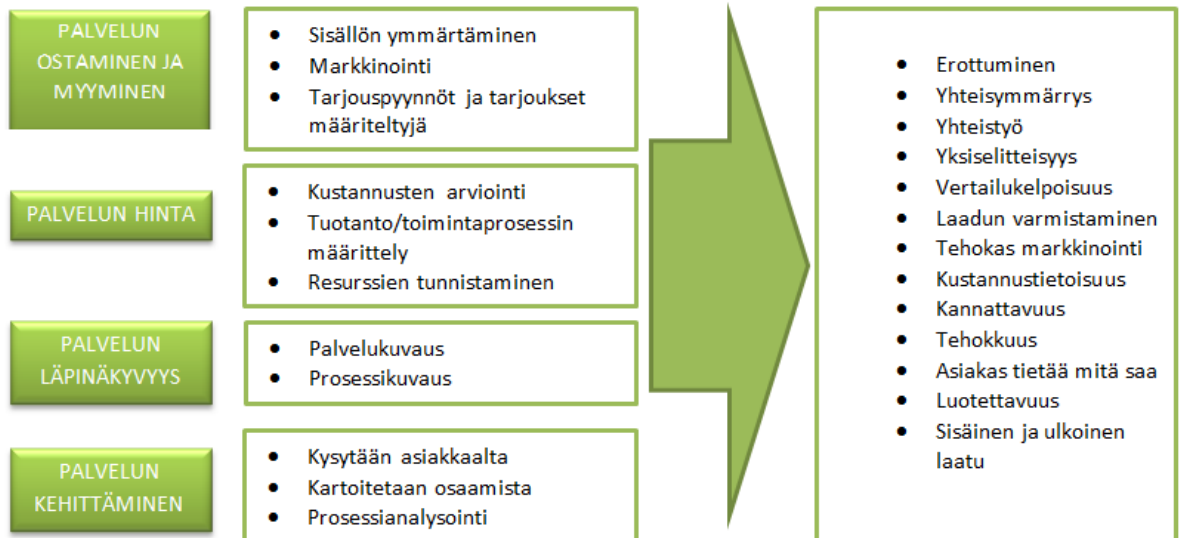 PALVELUN
OSTAMINEN JA
MYYMINEN
• Sisällön ymmärtäminen
• Markkinointi
• Tarjouspyynnöt ja tarjoukset
määriteltyjä
PALVELUN HINTA
• Kustannusten arviointi
• Tuotanto/toimintaprosessin
määrittely
• Resurssien tunnistaminen
PALVELUN
LÄPINÄKYVYYS
• Palvelukuvaus
• Prosessikuvaus
PALVELUN
KEHITTÄMINEN
• Kysytään asiakkaalta
• Kartoitetaan osaamista
• Prosessianalysointi
• Erottuminen
• Yhteisymmärrys
• Yhteistyö
• Yksiselitteisyys
• Vertailukelpoisuus
• Laadun varmistaminen
• Tehokas markkinointi
• Kustannustietoisuus
• Kannattavuus
• Tehokkuus
• Asiakas tietää mitä saa
• Luotettavuus
• Sisäinen ja ulkoinen
laatu